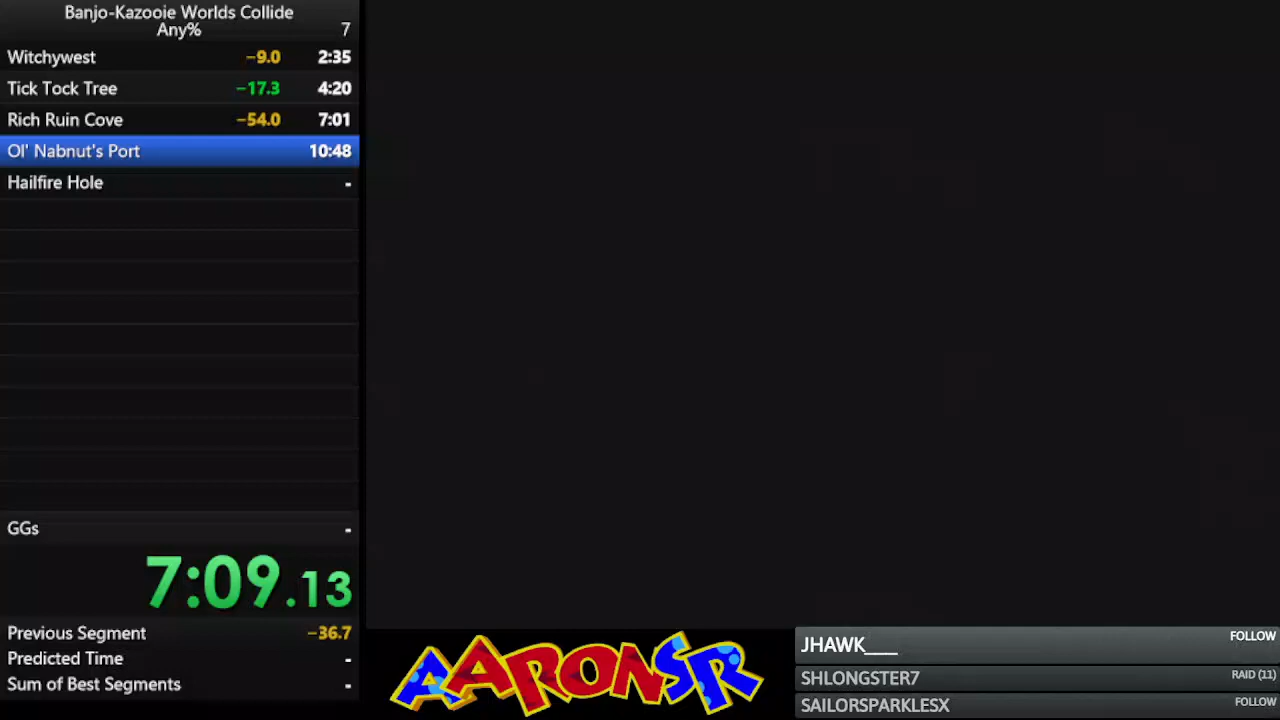 Banjo-Kazooie Worlds Collide
Any% 7
Witchywest −9.0 2:35
Tick Tock Tree −17.3 4:20
Rich Ruin Cove −54.0 7:01
Ol' Nabnut's Port 10:48
Hailfire Hole -
GGs -
7:09.13
Previous Segment −36.7
Predicted Time -
Sum of Best Segments -
AARONSR
JHAWK____ FOLLOW
SHLONGSTER7 RAID (11)
SAILORSPARKLESX FOLLOW